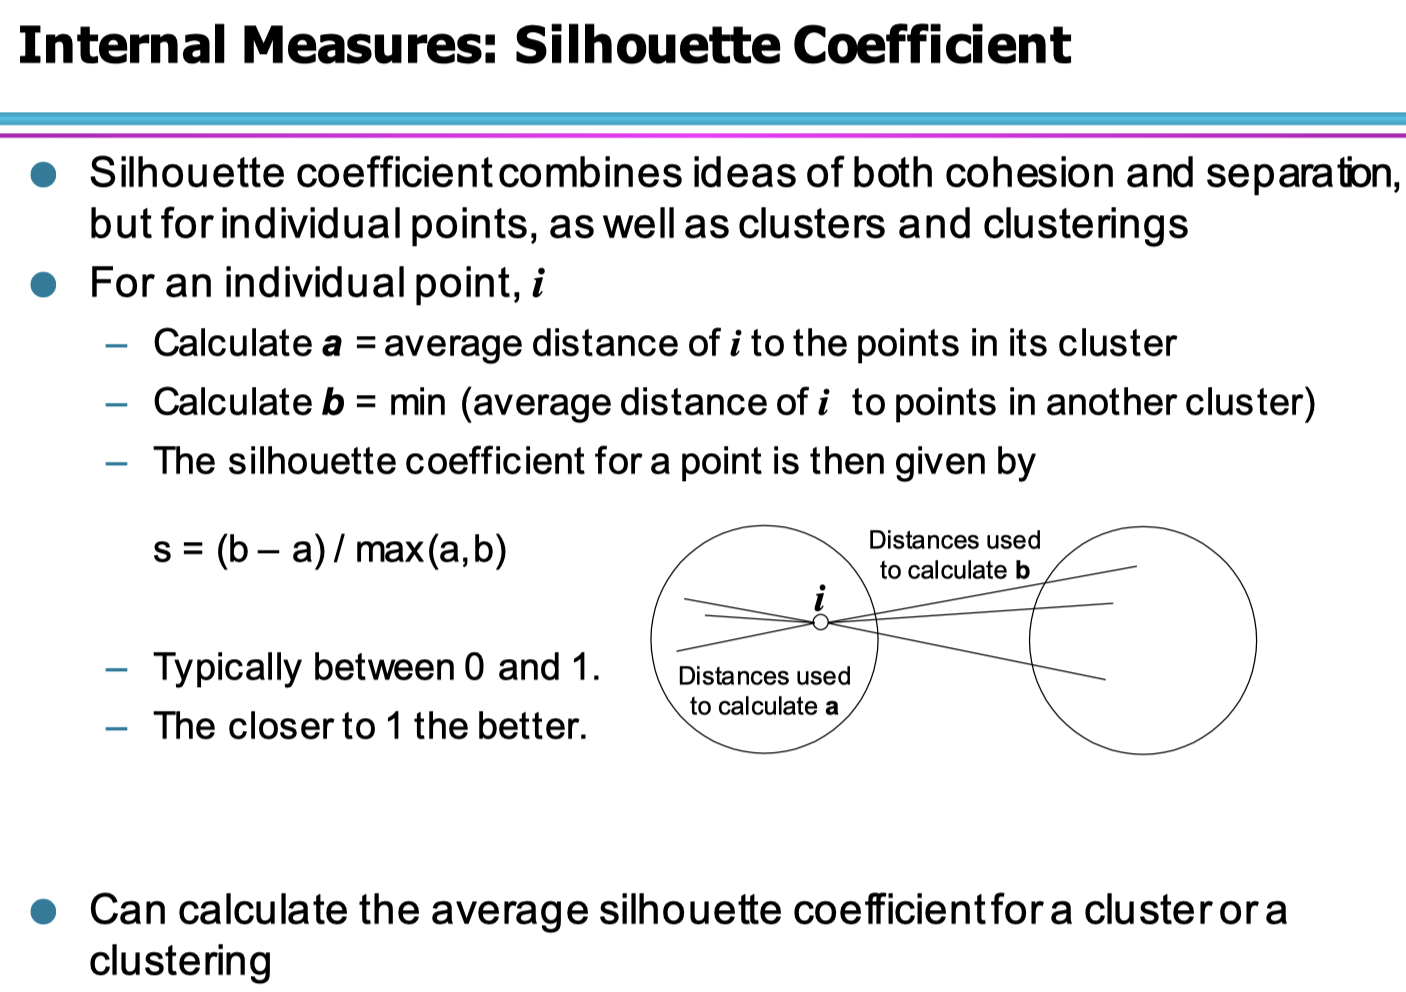 Internal Measures: Silhouette Coefficient
Silhouette coefficient combines ideas of both cohesion and separation,
but for individual points, as well as clusters and clusterings
For an individual point, i
– Calculate a = average distance of i to the points in its cluster
– Calculate b = min (average distance of i to points in another cluster)
– The silhouette coefficient for a point is then given by
s = (b – a) / max(a,b)
Distances used
to calculate b
i
Distances used
to calculate a
– Typically between 0 and 1.
– The closer to 1 the better.
Can calculate the average silhouette coefficient for a cluster or a
clustering